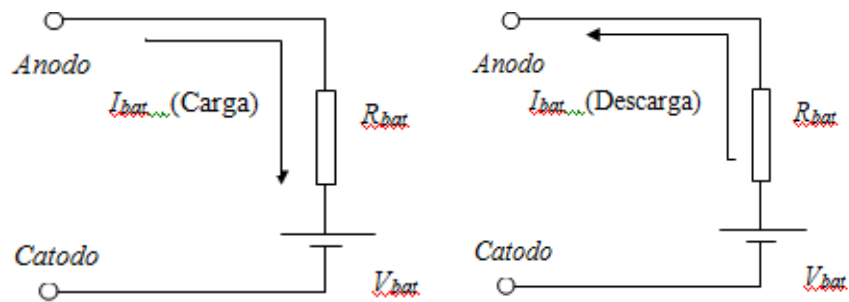 Anodo
Ibat (Carga)
Rbat
Catodo
Vbat
Anodo
Ibat (Descarga)
Rbat
Catodo
Vbat